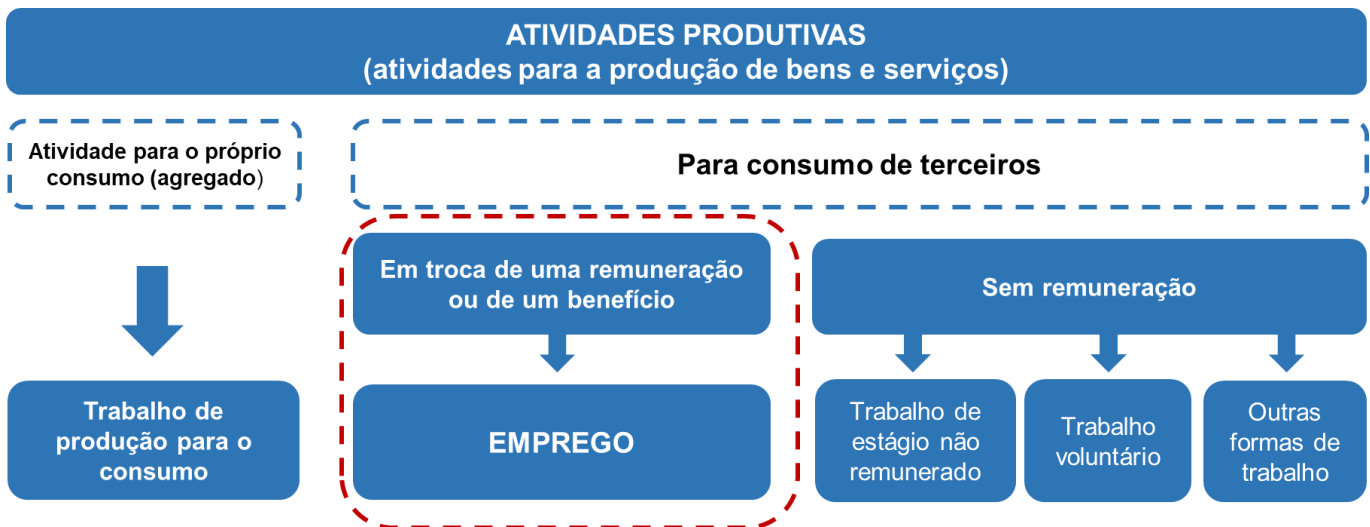 ATIVIDADES PRODUTIVAS
(atividades para a produção de bens e serviços)
Atividade para o próprio
consumo (agregado)
Para consumo de terceiros
Em troca de uma remuneração
ou de um benefício
Sem remuneração
Trabalho de
produção para o
consumo
EMPREGO
Trabalho de
estágio não
remunerado
Trabalho
voluntário
Outras
formas de
trabalho